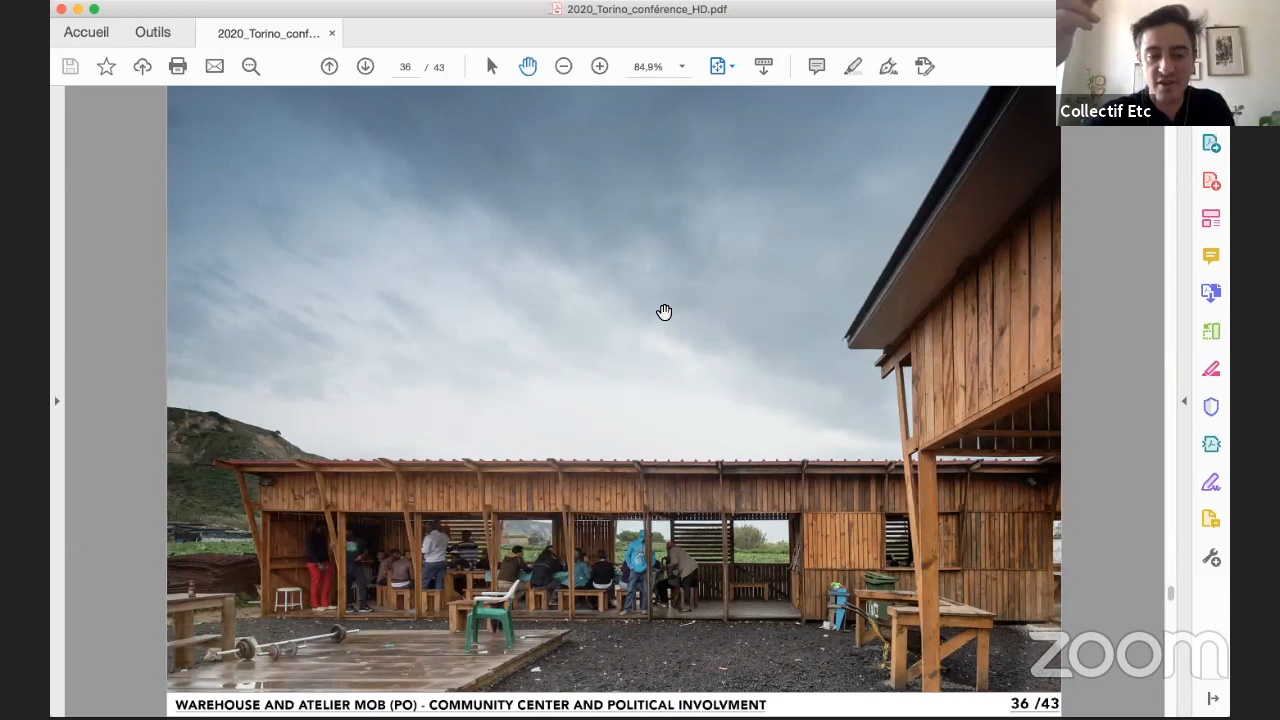 2020_Torino_conférence_HD.pdf
Accueil
Outils
2020_Torino_conf...
36 / 43
84,9%
Collectif Etc
WAREHOUSE AND ATELIER MOB (PO) - COMMUNITY CENTER AND POLITICAL INVOLVMENT
36 /43
zoom